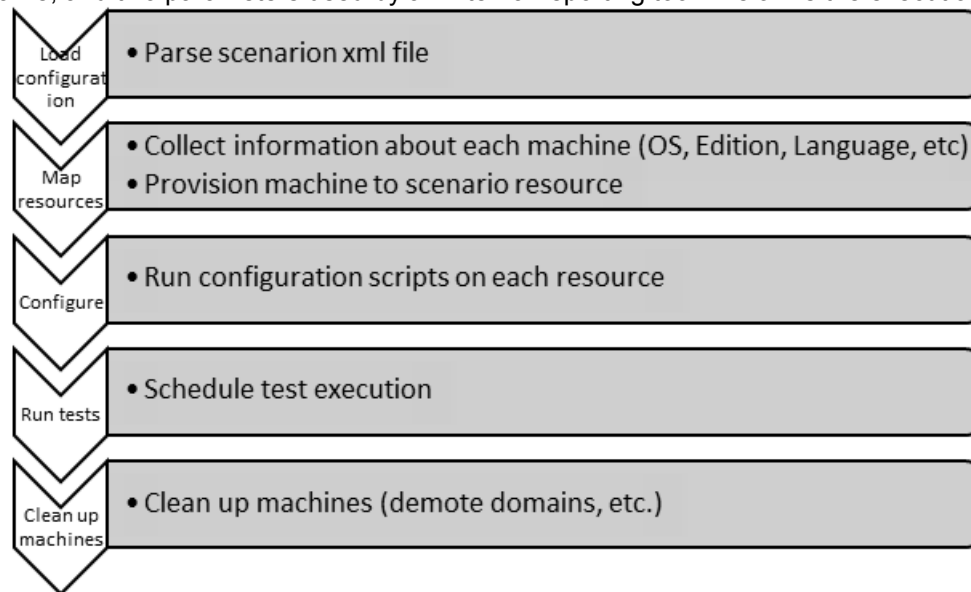 Load
configurat
ion
• Parse scenarion xml file
Map
resources
• Collect information about each machine (OS, Edition, Language, etc)
• Provision machine to scenario resource
Configure
• Run configuration scripts on each resource
Run tests
• Schedule test execution
Clean up
machines
• Clean up machines (demote domains, etc.)